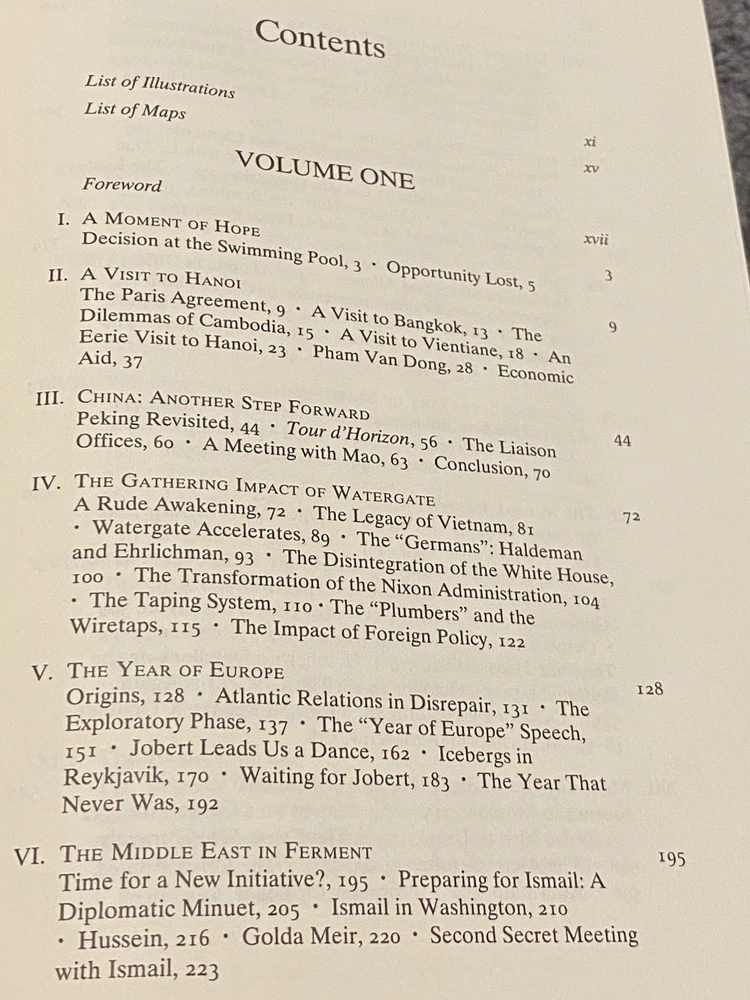 Contents
List of Illustrations xi
List of Maps xv
VOLUME ONE
Foreword xvii
I. A MOMENT OF HOPE 3
Decision at the Swimming Pool, 3 · Opportunity Lost, 5
II. A VISIT TO HANOI 9
The Paris Agreement, 9 · A Visit to Bangkok, 13 · The
Dilemmas of Cambodia, 15 · A Visit to Vientiane, 18 · An
Eerie Visit to Hanoi, 23 · Pham Van Dong, 28 · Economic
Aid, 37
III. CHINA: ANOTHER STEP FORWARD 44
Peking Revisited, 44 · Tour d'Horizon, 56 · The Liaison
Offices, 60 · A Meeting with Mao, 63 · Conclusion, 70
IV. THE GATHERING IMPACT OF WATERGATE 72
A Rude Awakening, 72 · The Legacy of Vietnam, 81
· Watergate Accelerates, 89 · The “Germans”: Haldeman
and Ehrlichman, 93 · The Disintegration of the White House,
100 · The Transformation of the Nixon Administration, 104
· The Taping System, 110 · The “Plumbers” and the
Wiretaps, 115 · The Impact of Foreign Policy, 122
V. THE YEAR OF EUROPE 128
Origins, 128 · Atlantic Relations in Disrepair, 131 · The
Exploratory Phase, 137 · The “Year of Europe” Speech,
151 · Jobert Leads Us a Dance, 162 · Icebergs in
Reykjavik, 170 · Waiting for Jobert, 183 · The Year That
Never Was, 192
VI. THE MIDDLE EAST IN FERMENT 195
Time for a New Initiative?, 195 · Preparing for Ismail: A
Diplomatic Minuet, 205 · Ismail in Washington, 210
· Hussein, 216 · Golda Meir, 220 · Second Secret Meeting
with Ismail, 223